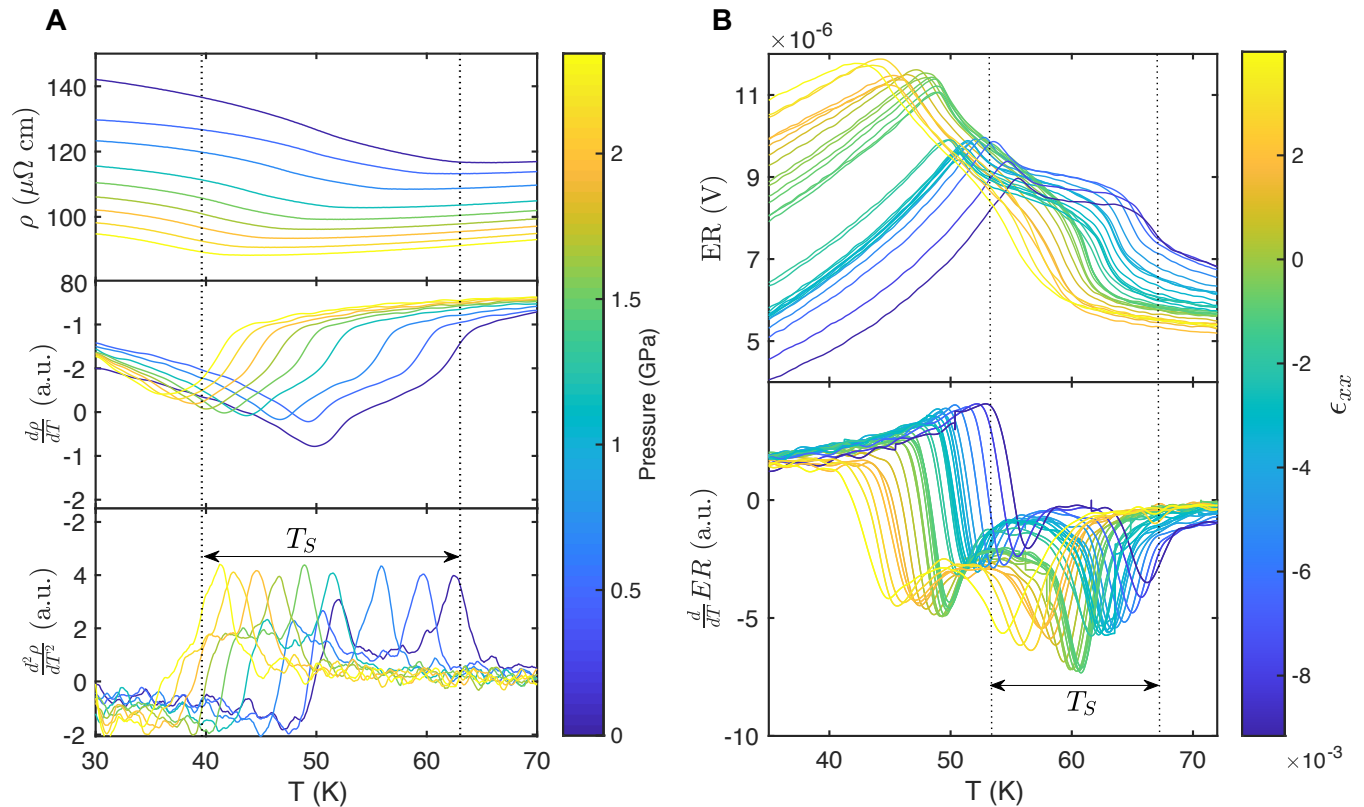 A
140
120
100
80
ρ (μΩ cm)
-1
-2
0
-1
-2
dρ/dT (a.u.)
-2
4
2
0
-2
d²ρ/dT² (a.u.)
T_S
30 40 50 60 70
T (K)
2
1.5
1
0.5
0
Pressure (GPa)
B
×10⁻⁶
11
9
7
5
ER (V)
0
-5
-10
d/dT ER (a.u.)
T_S
40 50 60 70
T (K)
2
0
-2
-4
-6
-8
ϵ_xx
×10⁻³